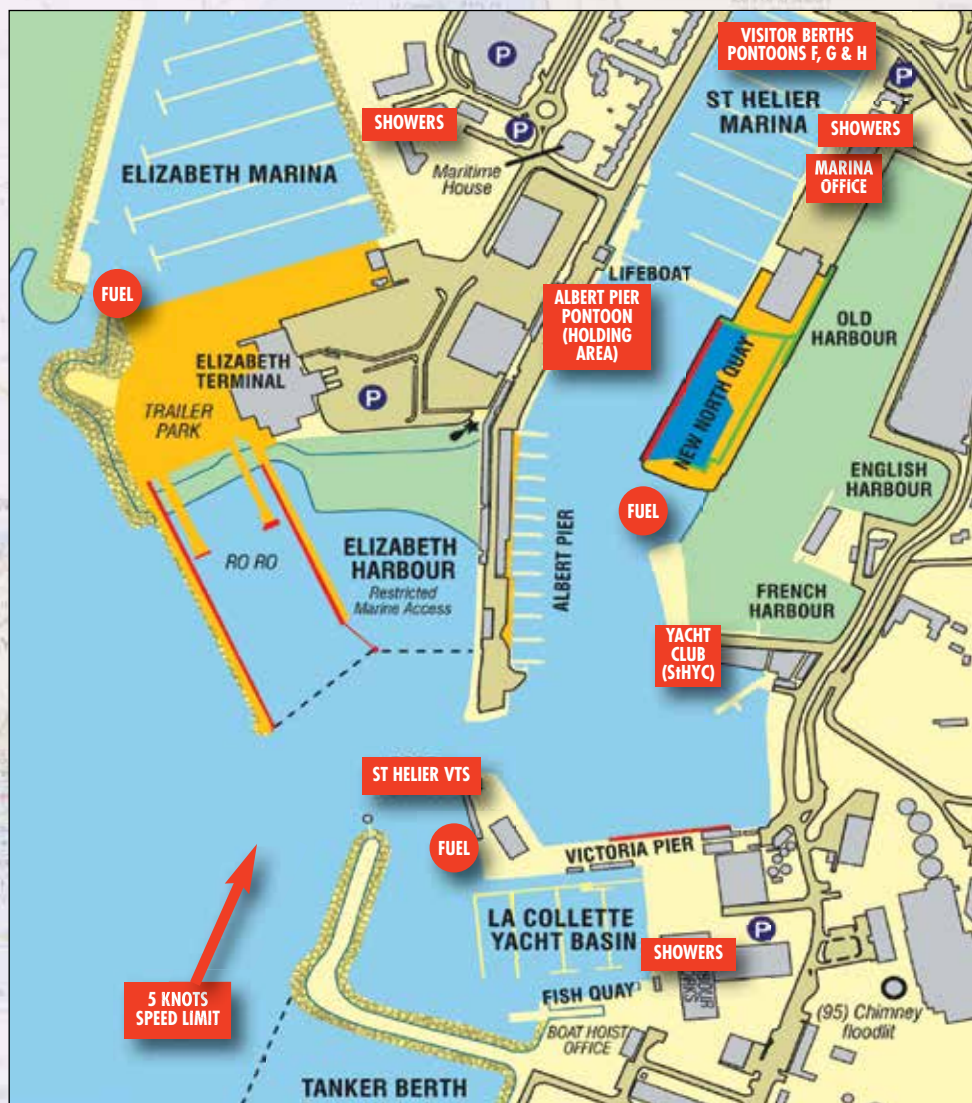 VISITOR BERTHS
PONTOONS F, G & H
P
P
ST HELIER
MARINA
SHOWERS
P
SHOWERS
Maritime
House
MARINA
OFFICE
ELIZABETH MARINA
LIFEBOAT
FUEL
ALBERT PIER
PONTOON
(HOLDING
AREA)
OLD
HARBOUR
ELIZABETH
TERMINAL
NEW NORTH QUAY
P
TRAILER
PARK
ENGLISH
HARBOUR
FUEL
RO RO
ELIZABETH
HARBOUR
Restricted
Marine Access
ALBERT PIER
FRENCH
HARBOUR
YACHT
CLUB
(StHYC)
ST HELIER VTS
FUEL
VICTORIA PIER
LA COLLETTE
YACHT BASIN
P
SHOWERS
5 KNOTS
SPEED LIMIT
FISH QUAY
BOAT HOIST
OFFICE
(95) Chimney
floodlit
TANKER BERTH